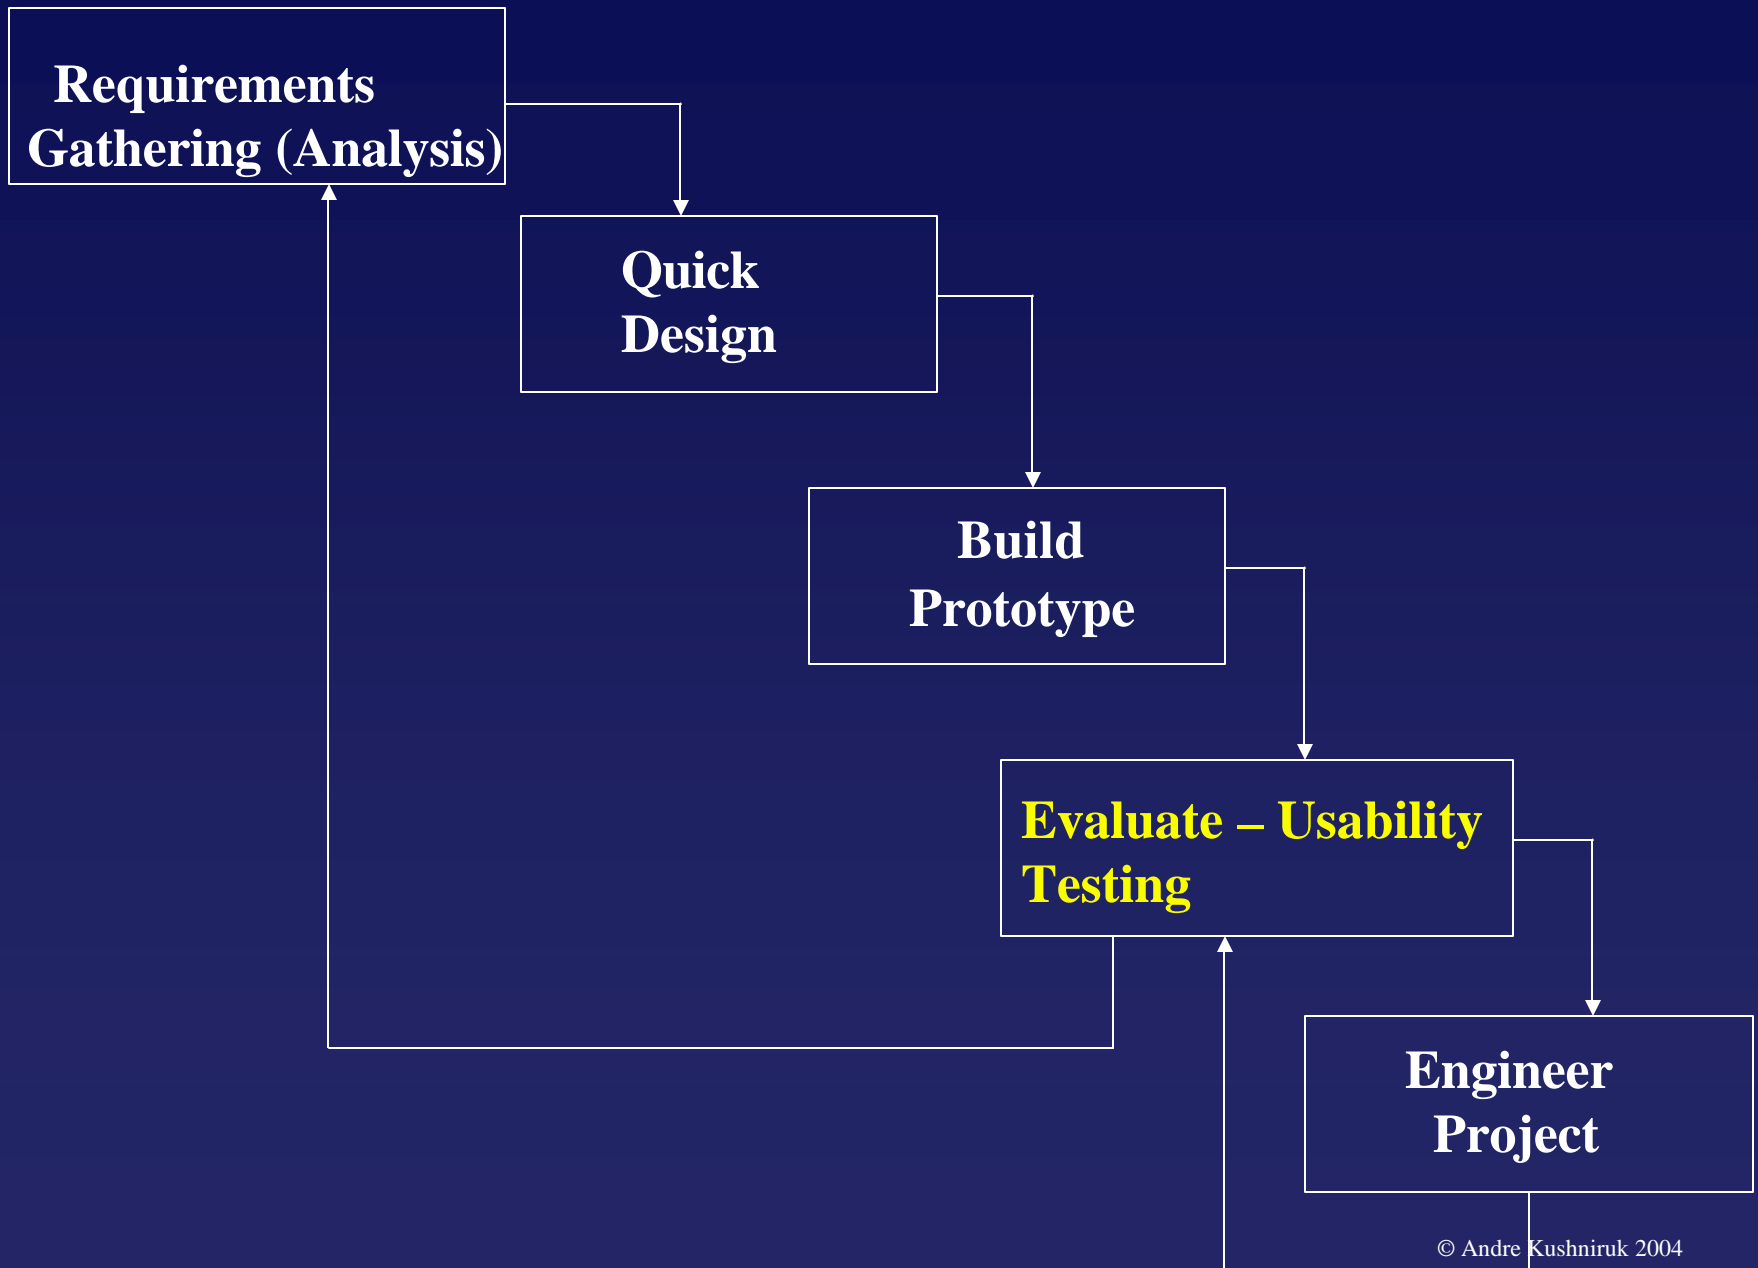 Requirements
Gathering (Analysis)
Quick
Design
Build
Prototype
Evaluate – Usability
Testing
Engineer
Project
© Andre Kushniruk 2004